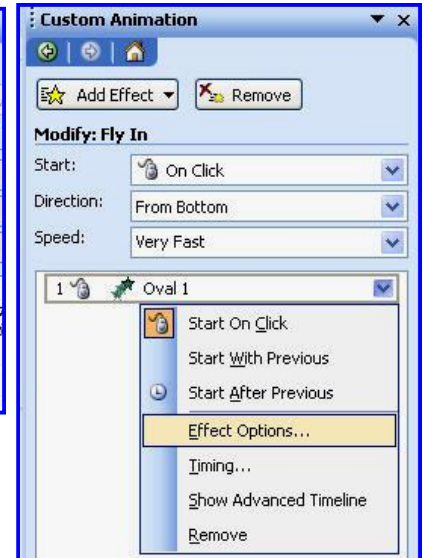 Custom Animation
Add Effect
Remove
Modify: Fly In
Start: On Click
Direction: From Bottom
Speed: Very Fast
1 Oval 1
Start On Click
Start With Previous
Start After Previous
Effect Options...
Timing...
Show Advanced Timeline
Remove